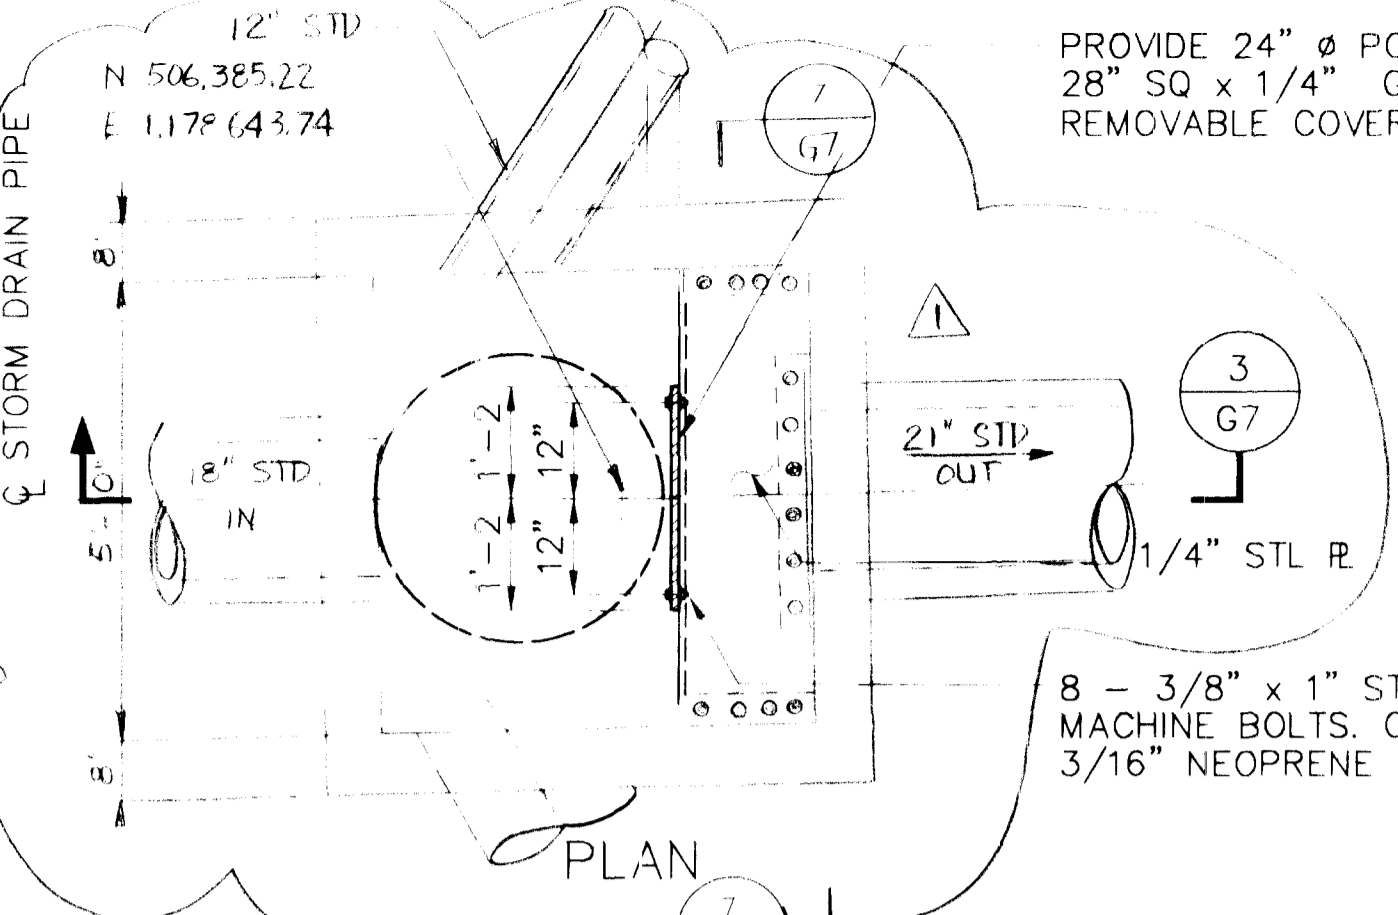 12" STD
N 506,385.22
E 1,178 643.74
℄ STORM DRAIN PIPE
PROVIDE 24" ø
28" SQ x 1/4"
REMOVABLE COVER
7
G7
1
8"
5'-0"
8"
18" STD
IN
1'-2
1'-2
12"
12"
1
21" STD
OUT
3
G7
1/4" STL PL
8 - 3/8" x 1"
MACHINE BOLTS.
3/16" NEOPRENE
PLAN
7